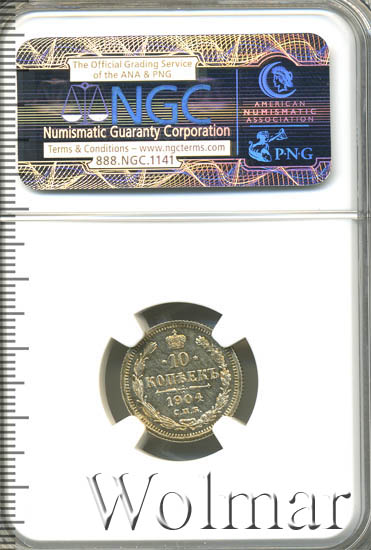 The Official Grading Service
of the ANA & PNG
NGC
Numismatic Guaranty Corporation
Terms & Conditions – www.ngcterms.com
888.NGC.1141
AMERICAN
NUMISMATIC
ASSOCIATION
PNG
10
КОПѢЕКЪ
1904
С.П.Б.
Wolmar